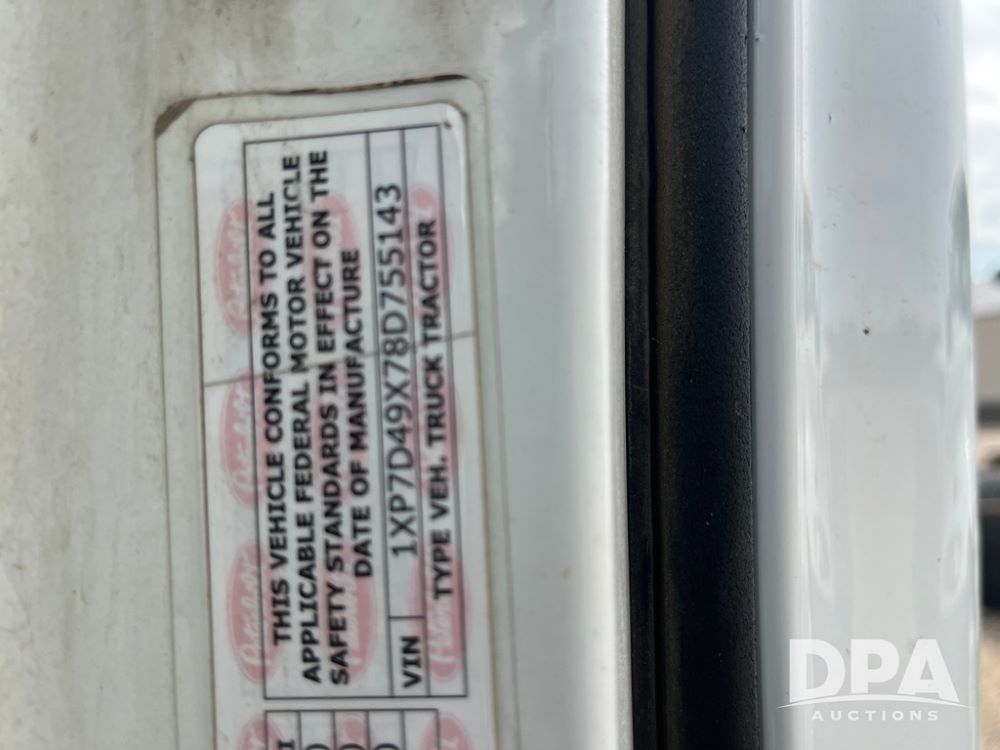 THIS VEHICLE CONFORMS TO ALL
APPLICABLE FEDERAL MOTOR VEHICLE
SAFETY STANDARDS IN EFFECT ON THE
DATE OF MANUFACTURE
VIN 1XP7D49X78D755143
TYPE VEH. TRUCK TRACTOR
DPA
AUCTIONS